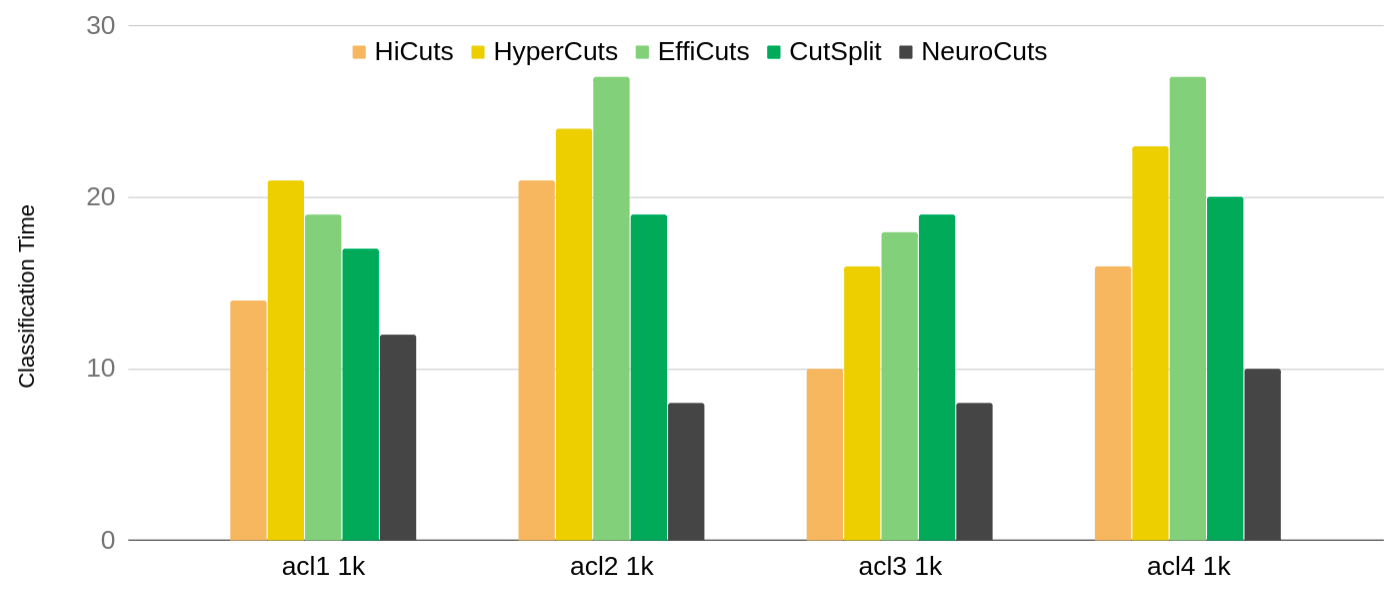 30
HiCuts HyperCuts EffiCuts CutSplit NeuroCuts
20
Classification Time
10
0
acl1 1k acl2 1k acl3 1k acl4 1k